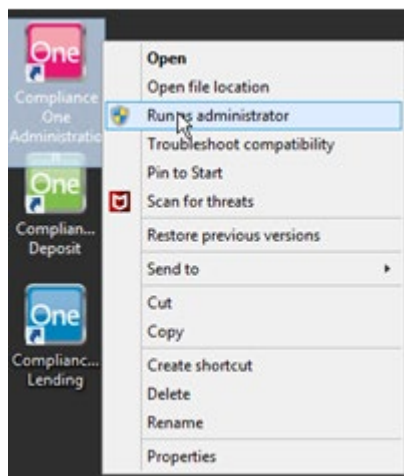 One
Compliance
One
Administratio
n
One
Complian...
Deposit
One
Complianc...
Lending
Open
Open file location
Run as administrator
Troubleshoot compatibility
Pin to Start
Scan for threats
Restore previous versions
Send to
Cut
Copy
Create shortcut
Delete
Rename
Properties